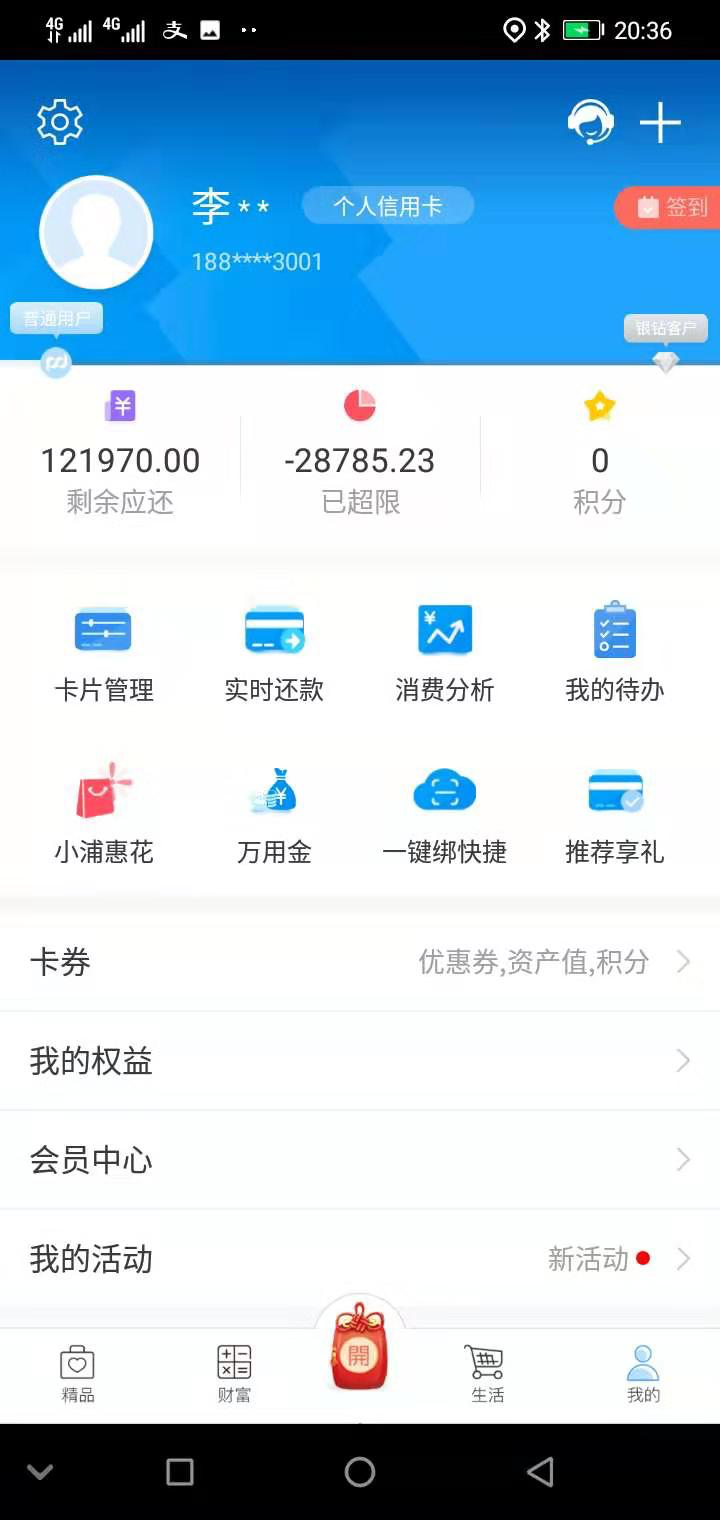 4G 4G 支 20:36
李** 个人信用卡 签到
188****3001
普通用户 银钻客户
¥
121970.00 -28785.23 0
剩余应还 已超限 积分
¥
卡片管理 实时还款 消费分析 我的待办
¥
小浦惠花 万用金 一键绑快捷 推荐享礼
卡券 优惠券,资产值,积分
我的权益
会员中心
我的活动 新活动
開
精品 财富 生活 我的